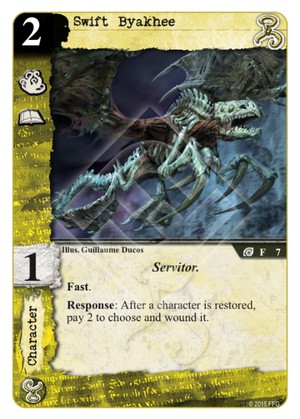 2
Swift Byakhee
Illus. Guillaume Ducos
F 7
1
Servitor.
Fast.
Response: After a character is restored,
pay 2 to choose and wound it.
Character
© 2015 FFG